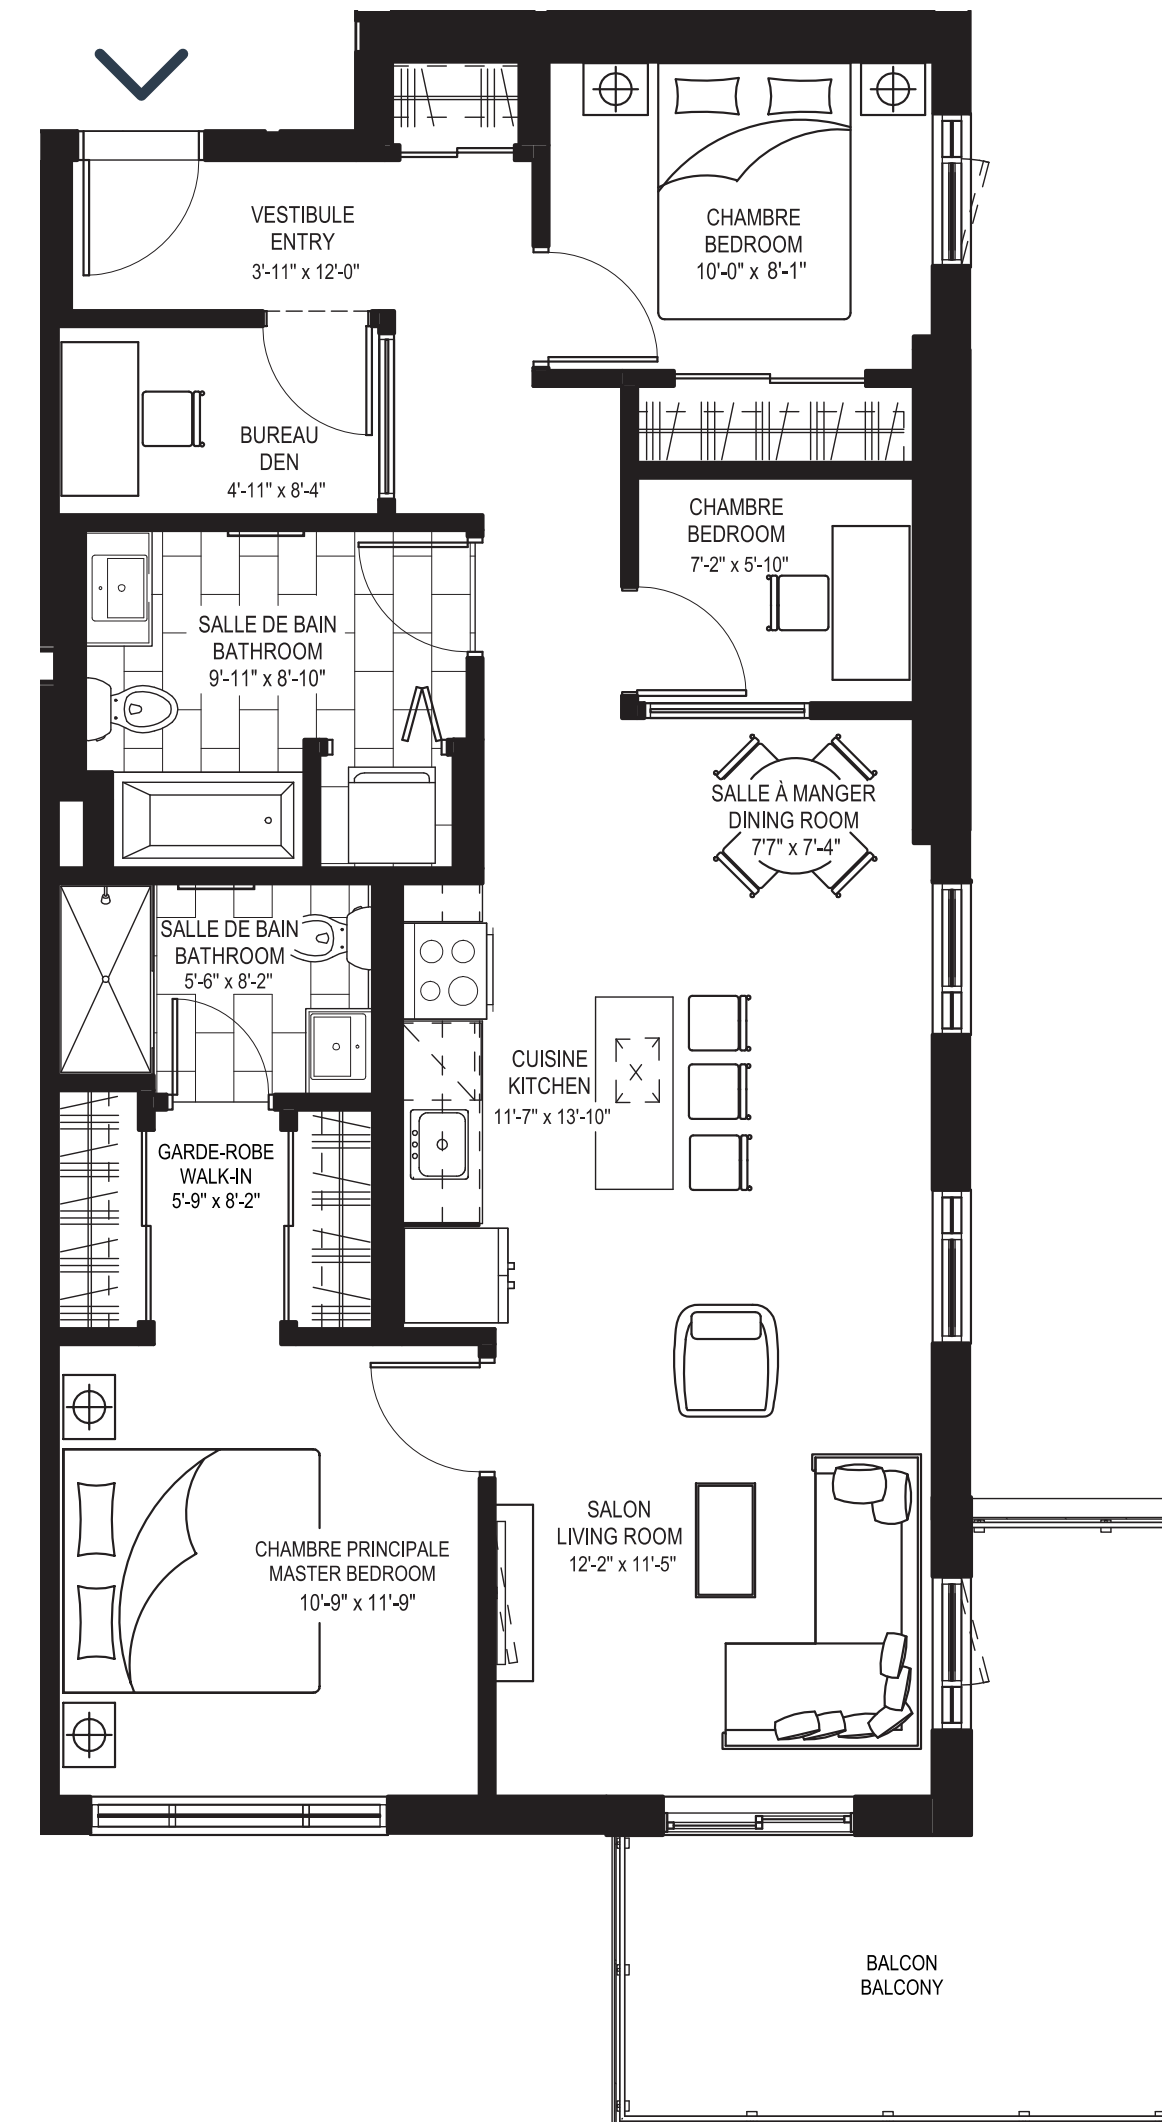 VESTIBULE
ENTRY
3'-11" x 12'-0"
CHAMBRE
BEDROOM
10'-0" x 8'-1"
BUREAU
DEN
4'-11" x 8'-4"
CHAMBRE
BEDROOM
7'-2" x 5'-10"
SALLE DE BAIN
BATHROOM
9'-11" x 8'-10"
SALLE À MANGER
DINING ROOM
7'7" x 7'-4"
SALLE DE BAIN
BATHROOM
5'-6" x 8'-2"
CUISINE
KITCHEN
11'-7" x 13'-10"
GARDE-ROBE
WALK-IN
5'-9" x 8'-2"
SALON
LIVING ROOM
12'-2" x 11'-5"
CHAMBRE PRINCIPALE
MASTER BEDROOM
10'-9" x 11'-9"
BALCON
BALCONY